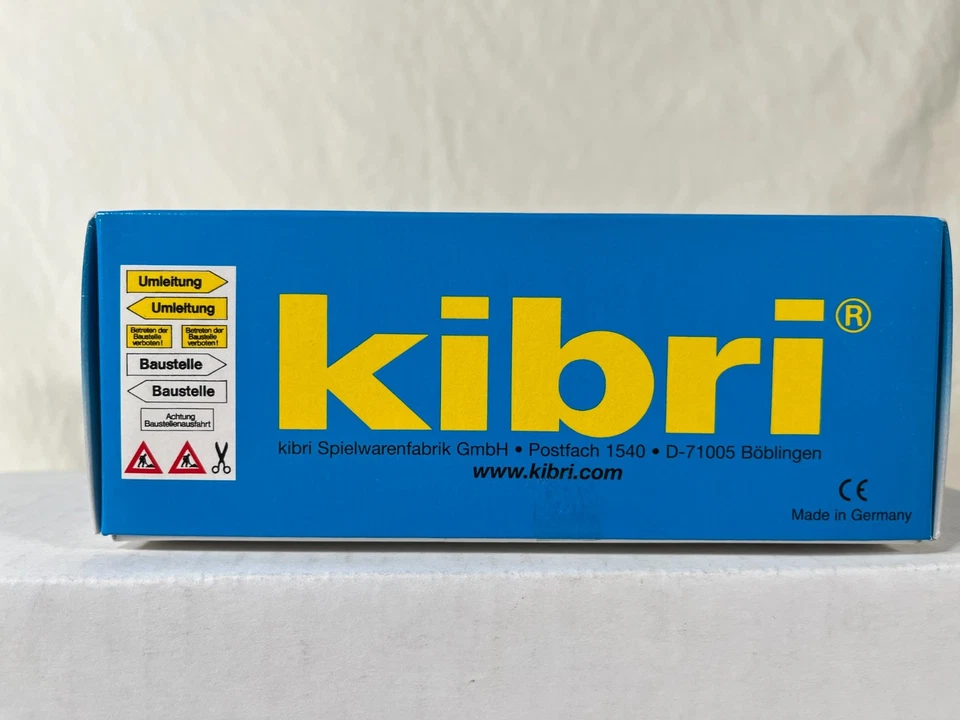 Umleitung
Umleitung
Betreten der Baustelle verboten!
Betreten der Baustelle verboten!
Baustelle
Baustelle
Achtung
Baustellenausfahrt
kibri®
kibri Spielwarenfabrik GmbH • Postfach 1540 • D-71005 Böblingen
www.kibri.com
CE
Made in Germany